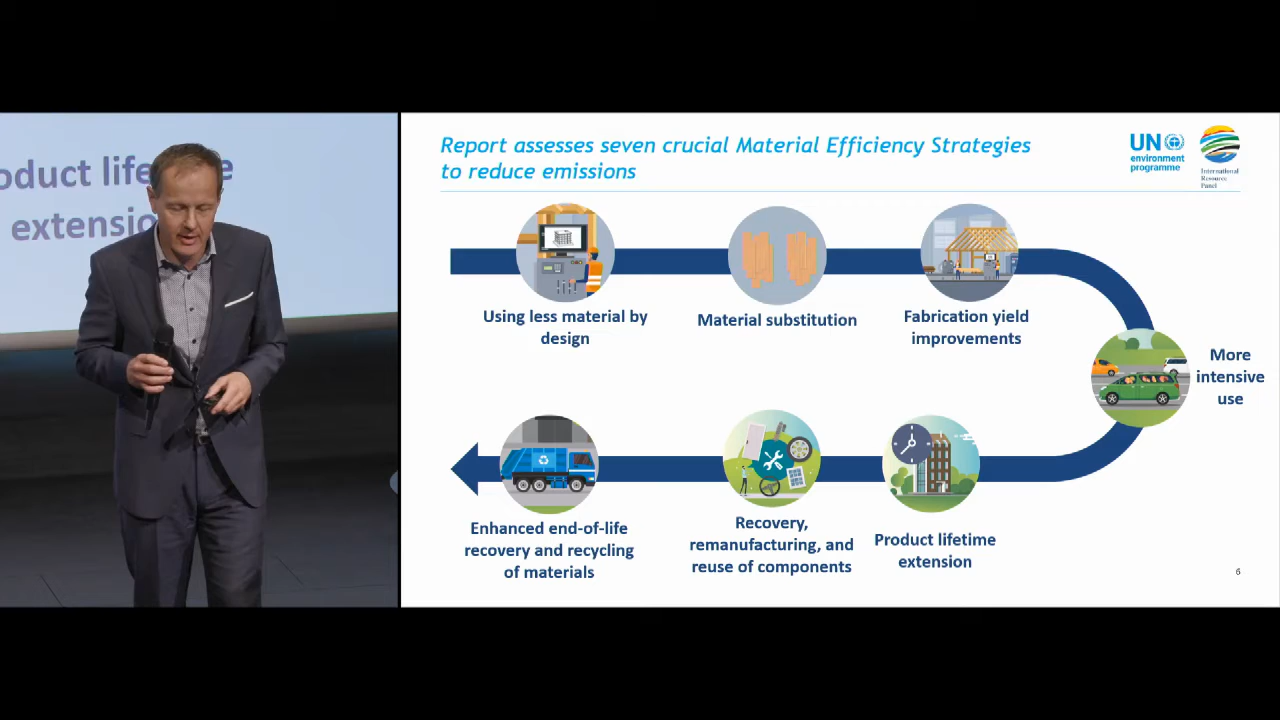 oduct life e
extensio
Report assesses seven crucial Material Efficiency Strategies
to reduce emissions
UN
environment
programme
International
Resource
Panel
Using less material by
design
Material substitution
Fabrication yield
improvements
More
intensive
use
Enhanced end-of-life
recovery and recycling
of materials
Recovery,
remanufacturing, and
reuse of components
Product lifetime
extension
6